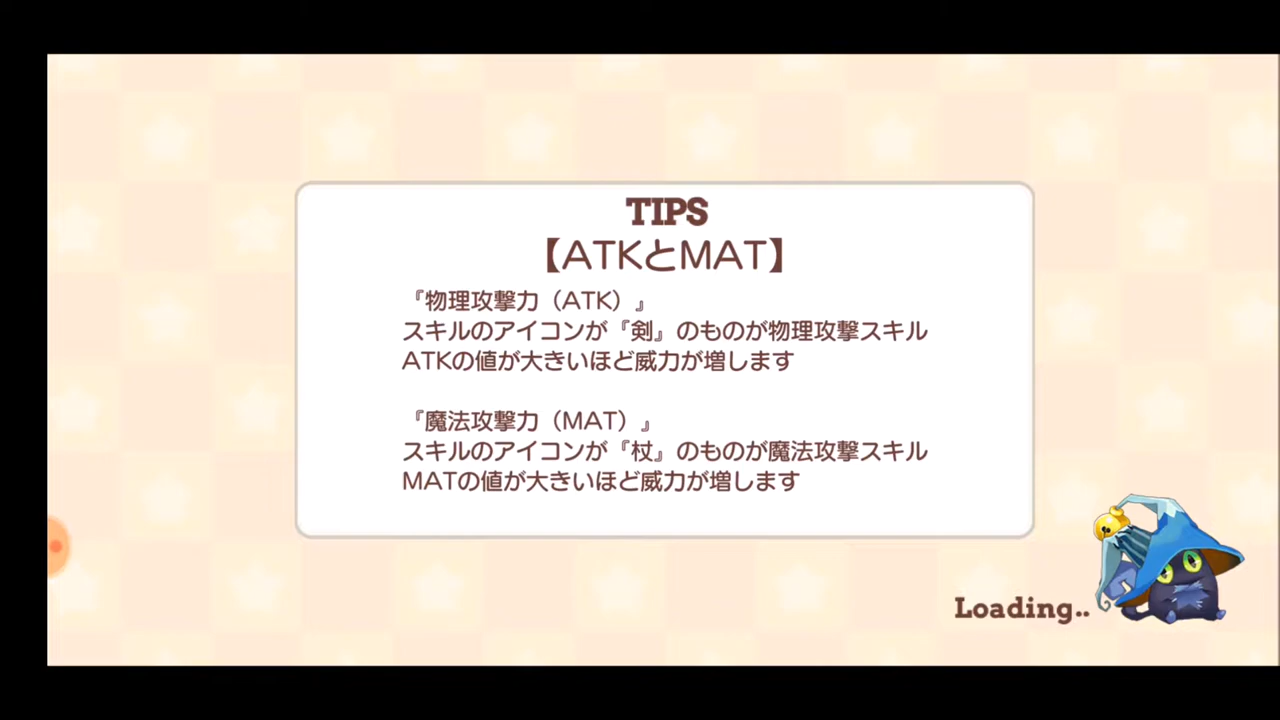 TIPS
【ATKとMAT】
『物理攻撃力（ATK）』
スキルのアイコンが『剣』のものが物理攻撃スキル
ATKの値が大きいほど威力が増します
『魔法攻撃力（MAT）』
スキルのアイコンが『杖』のものが魔法攻撃スキル
MATの値が大きいほど威力が増します
Loading..